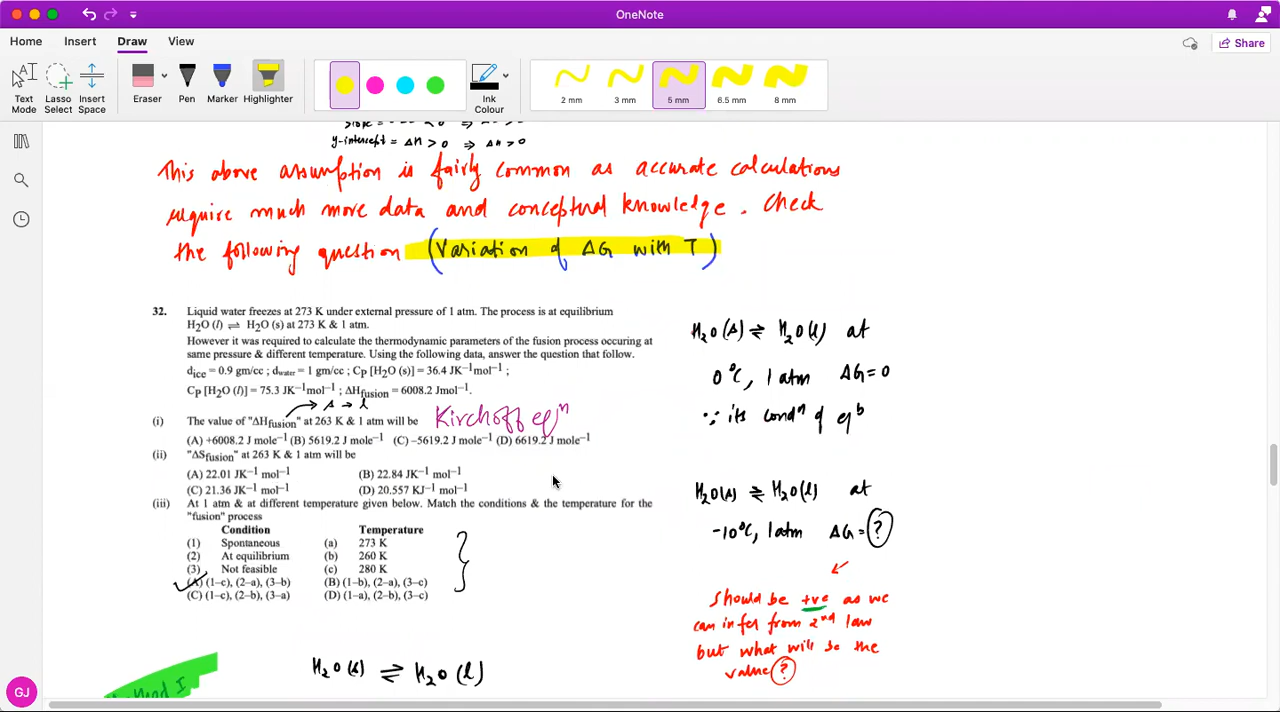 OneNote
Home Insert Draw View
Share
Text Mode
Lasso Select
Insert Space
Eraser
Pen
Marker
Highlighter
Ink Colour
2 mm
3 mm
5 mm
6.5 mm
8 mm
y-intercept = ΔH > 0 ⇒ ΔH > 0
This above assumption is fairly common as accurate calculations
require much more data and conceptual knowledge. Check
the following question (Variation of ΔG with T)
32. Liquid water freezes at 273 K under external pressure of 1 atm. The process is at equilibrium
H₂O (l) ⇌ H₂O (s) at 273 K & 1 atm.
However it was required to calculate the thermodynamic parameters of the fusion process occuring at
same pressure & different temperature. Using the following data, answer the question that follow.
dice = 0.9 gm/cc ; dwater = 1 gm/cc ; CP [H₂O (s)] = 36.4 JK⁻¹mol⁻¹ ;
CP [H₂O (l)] = 75.3 JK⁻¹mol⁻¹ ; ΔHfusion = 6008.2 Jmol⁻¹.
s → l
(i) The value of "ΔHfusion" at 263 K & 1 atm will be Kirchoff eqⁿ
(A) +6008.2 J mole⁻¹ (B) 5619.2 J mole⁻¹ (C) −5619.2 J mole⁻¹ (D) 6619.2 J mole⁻¹
(ii) "ΔSfusion" at 263 K & 1 atm will be
(A) 22.01 JK⁻¹ mol⁻¹ (B) 22.84 JK⁻¹ mol⁻¹
(C) 21.36 JK⁻¹ mol⁻¹ (D) 20.557 KJ⁻¹ mol⁻¹
(iii) At 1 atm & at different temperature given below. Match the conditions & the temperature for the
"fusion" process
Condition Temperature
(1) Spontaneous (a) 273 K
(2) At equilibrium (b) 260 K
(3) Not feasible (c) 280 K
(A) (1–c), (2–a), (3–b) (B) (1–b), (2–a), (3–c)
(C) (1–c), (2–b), (3–a) (D) (1–a), (2–b), (3–c)
H₂O(s) ⇌ H₂O(l) at
0°C, 1 atm ΔG=0
∵ its condⁿ of eqᵇ
H₂O(s) ⇌ H₂O(l) at
-10°C, 1 atm ΔG = ?
Should be +ve as we
can infer from 2nd law
but what will be the
value ?
H₂O(s) ⇌ H₂O(l)
GJ